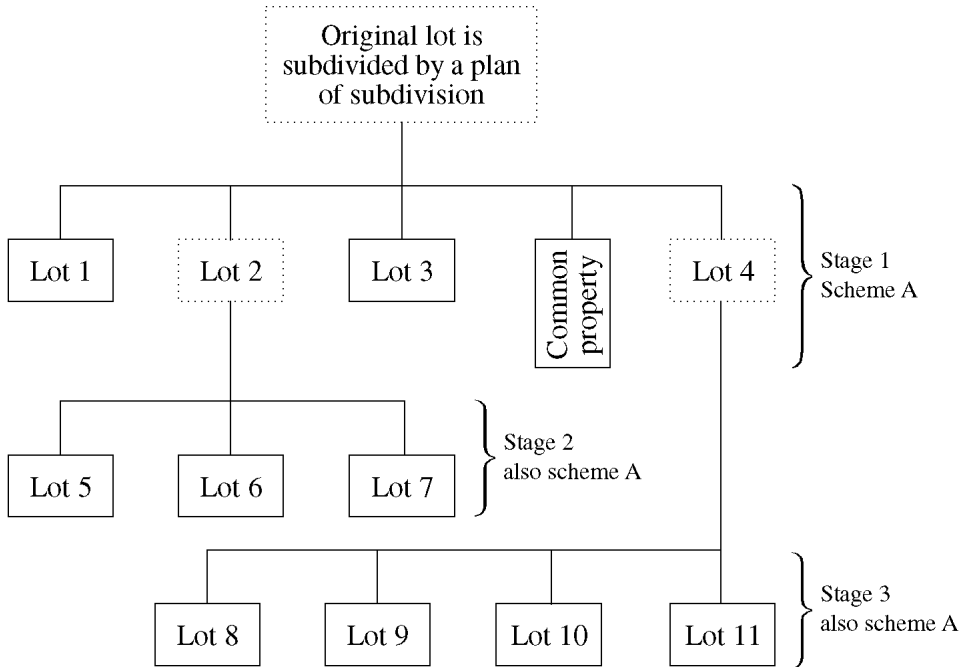 Original lot is
subdivided by a plan
of subdivision
Lot 1
Lot 2
Lot 3
Common
property
Lot 4
Stage 1
Scheme A
Lot 5
Lot 6
Lot 7
Stage 2
also scheme A
Lot 8
Lot 9
Lot 10
Lot 11
Stage 3
also scheme A